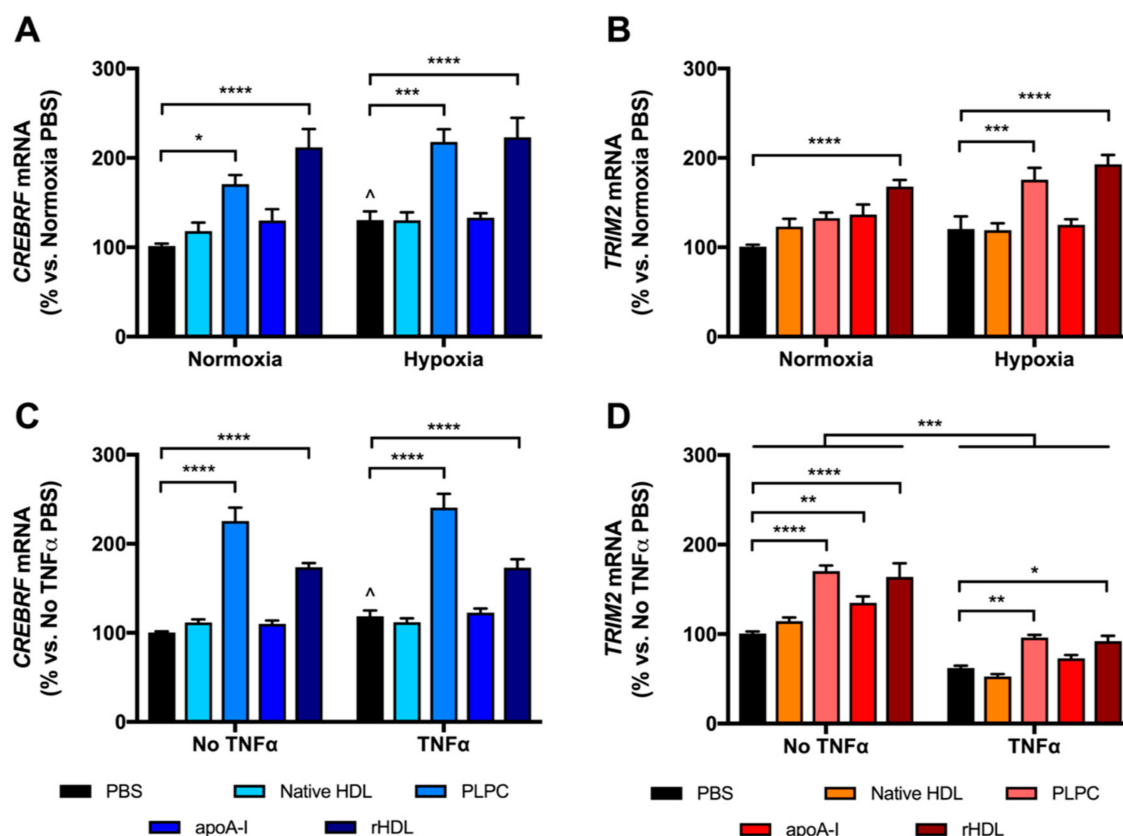 A
CREBRF mRNA
(% vs. Normoxia PBS)
300
200
100
0
*
****
^
***
****
Normoxia
Hypoxia
B
TRIM2 mRNA
(% vs. Normoxia PBS)
300
200
100
0
****
***
****
Normoxia
Hypoxia
C
CREBRF mRNA
(% vs. No TNFα PBS)
300
200
100
0
****
****
^
****
****
No TNFα
TNFα
D
TRIM2 mRNA
(% vs. No TNFα PBS)
300
200
100
0
***
****
**
****
*
**
No TNFα
TNFα
PBS
Native HDL
PLPC
apoA-I
rHDL
PBS
Native HDL
PLPC
apoA-I
rHDL